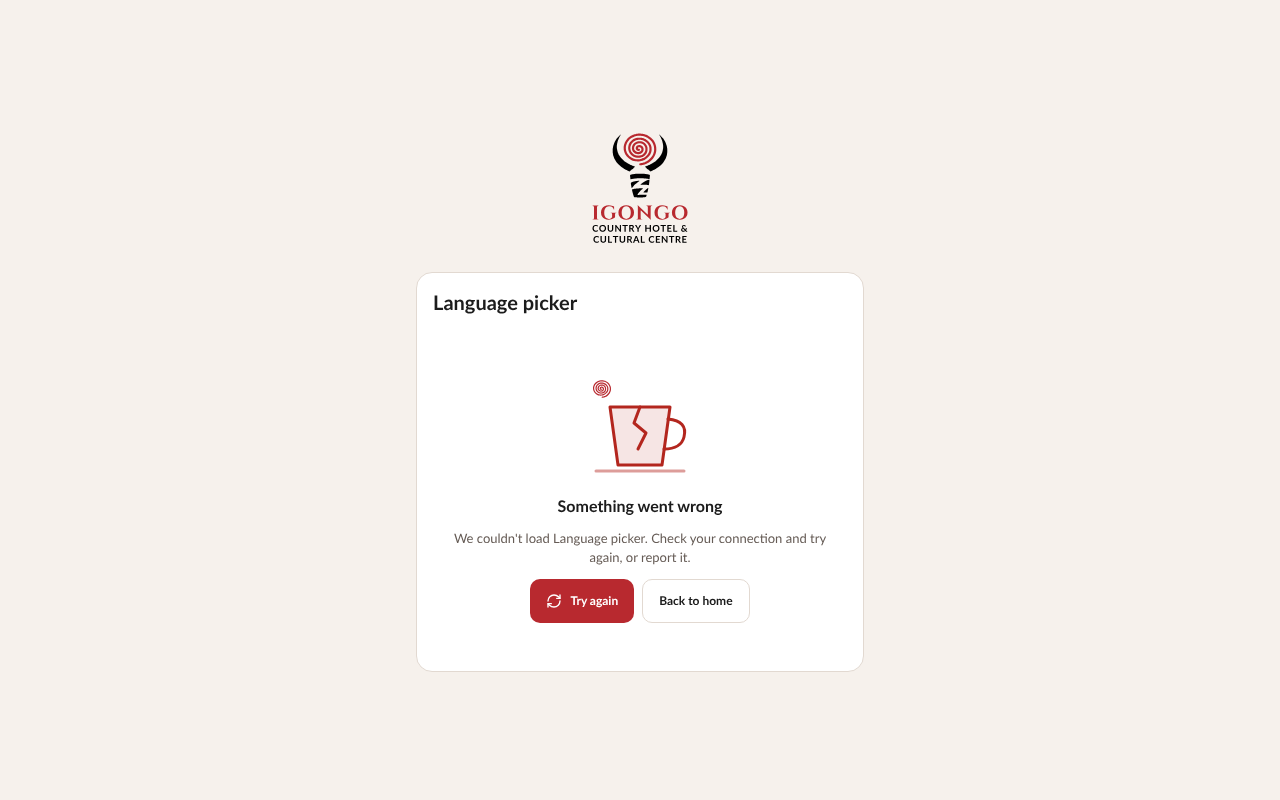 IGONGO
COUNTRY HOTEL &
CULTURAL CENTRE
Language picker
Something went wrong
We couldn't load Language picker. Check your connection and try
again, or report it.
Try again
Back to home